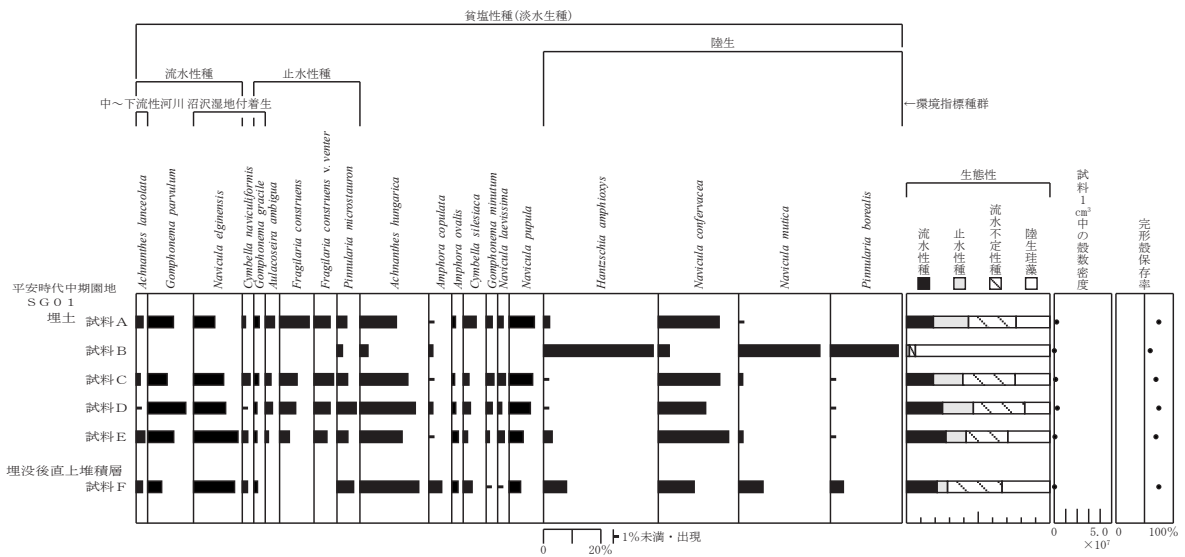 貧塩性種(淡水生種)
陸生
流水性種
止水性種
中～下流性河川 沼沢湿地付着生
←環境指標種群
Achnanthes lanceolata
Gomphonema parvulum
Navicula elginensis
Cymbella naviculiformis
Gomphonema gracile
Aulacoseira ambigua
Fragilaria construens
Fragilaria construens v. venter
Pinnularia microstauron
Achnanthes hungarica
Amphora copulata
Amphora ovalis
Cymbella silesiaca
Gomphonema minutum
Navicula laevissima
Navicula pupula
Hantzschia amphioxys
Navicula confervacea
Navicula mutica
Pinnularia borealis
生態性
流水性種
止水性種
流水不定性種
陸生珪藻
試料1cm³中の殻数密度
完形殻保存率
平安時代中期園地
SG01
埋土
試料A
試料B
試料C
試料D
試料E
埋没後直上堆積層
試料F
0 20%
1%未満・出現
0 5.0
×10⁷
0 100%